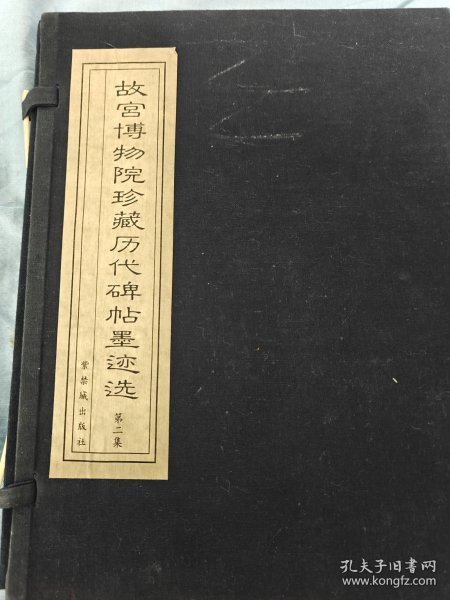 故宫博物院珍藏历代碑帖墨迹选
第二集
紫禁城出版社
孔夫子旧书网
www.kongfz.com